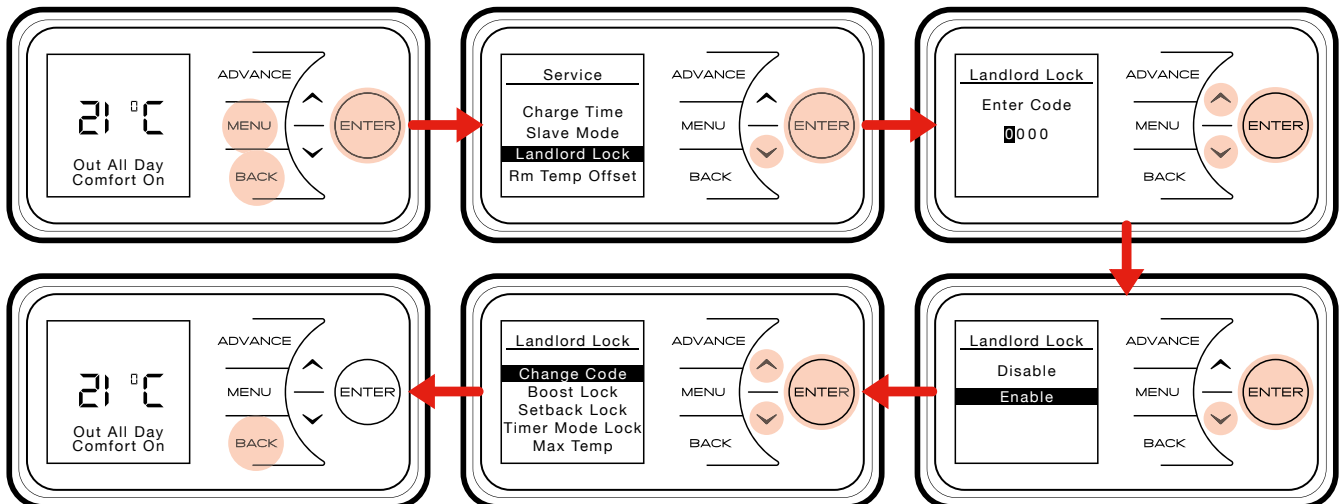 21 °C
Out All Day
Comfort On
ADVANCE
MENU
BACK
ENTER
Service
Charge Time
Slave Mode
Landlord Lock
Rm Temp Offset
ADVANCE
MENU
BACK
ENTER
Landlord Lock
Enter Code
0000
ADVANCE
MENU
BACK
ENTER
Landlord Lock
Disable
Enable
ADVANCE
MENU
BACK
ENTER
Landlord Lock
Change Code
Boost Lock
Setback Lock
Timer Mode Lock
Max Temp
ADVANCE
MENU
BACK
ENTER
21 °C
Out All Day
Comfort On
ADVANCE
MENU
BACK
ENTER